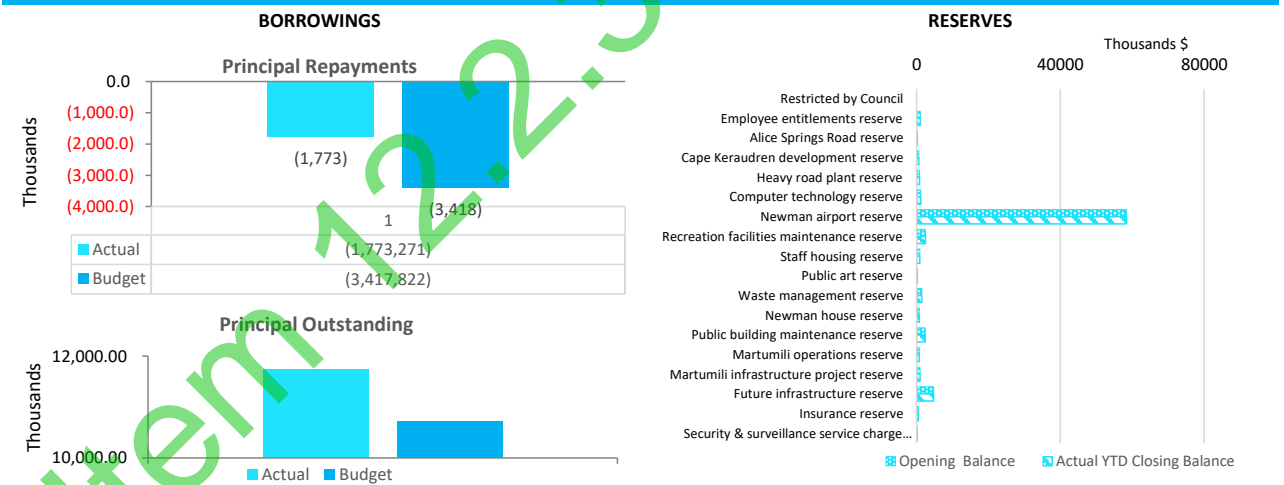 BORROWINGS
Principal Repayments
Thousands
0.0
(1,000.0)
(2,000.0)
(3,000.0)
(4,000.0)
(1,773)
(3,418)
1
Actual (1,773,271)
Budget (3,417,822)
Principal Outstanding
Thousands
12,000.00
10,000.00
Actual Budget
RESERVES
Thousands $
0 40000 80000
Restricted by Council
Employee entitlements reserve
Alice Springs Road reserve
Cape Keraudren development reserve
Heavy road plant reserve
Computer technology reserve
Newman airport reserve
Recreation facilities maintenance reserve
Staff housing reserve
Public art reserve
Waste management reserve
Newman house reserve
Public building maintenance reserve
Martumili operations reserve
Martumili infrastructure project reserve
Future infrastructure reserve
Insurance reserve
Security & surveillance service charge...
Opening Balance Actual YTD Closing Balance
Item 12.2.